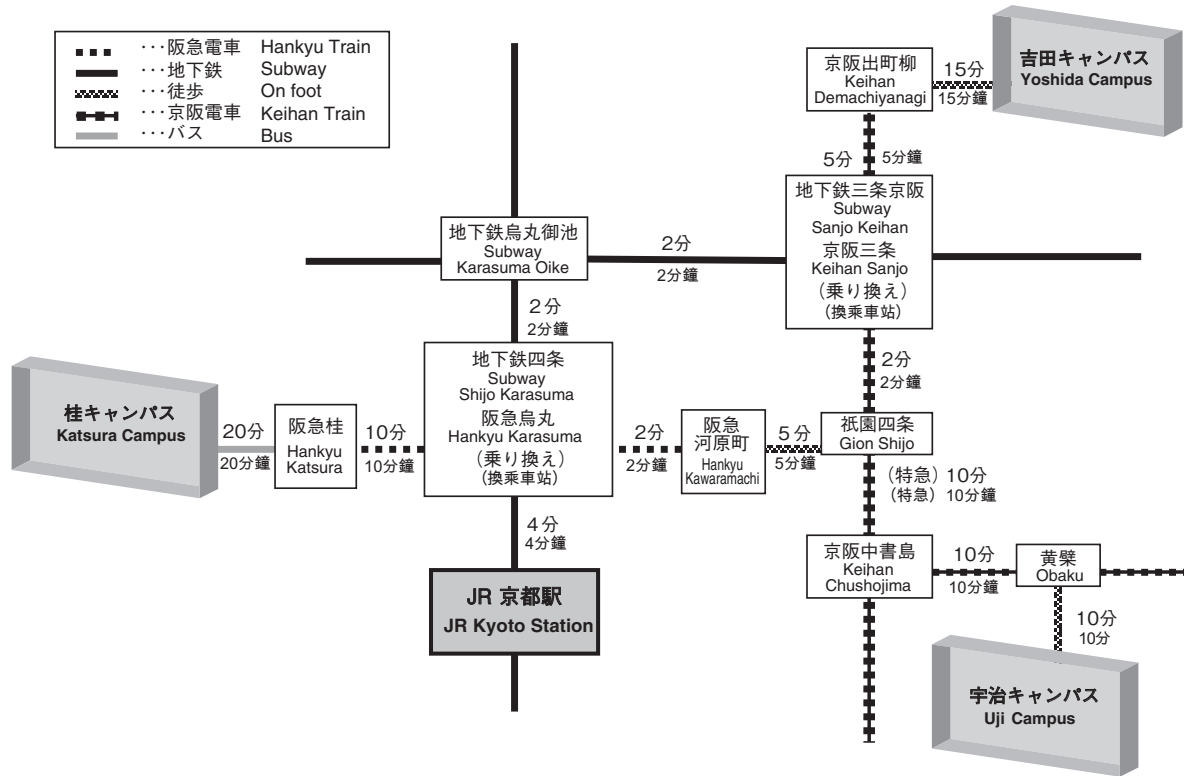 ･･･阪急電車 Hankyu Train
･･･地下鉄 Subway
･･･徒歩 On foot
･･･京阪電車 Keihan Train
･･･バス Bus
京阪出町柳
Keihan
Demachiyanagi
15分
15分鐘
吉田キャンパス
Yoshida Campus
5分
5分鐘
地下鉄三条京阪
Subway
Sanjo Keihan
京阪三条
Keihan Sanjo
(乗り換え)
(換乗車站)
地下鉄烏丸御池
Subway
Karasuma Oike
2分
2分鐘
2分
2分鐘
地下鉄四条
Subway
Shijo Karasuma
阪急烏丸
Hankyu Karasuma
(乗り換え)
(換乗車站)
2分
2分鐘
桂キャンパス
Katsura Campus
20分
20分鐘
阪急桂
Hankyu
Katsura
10分
10分鐘
2分
2分鐘
阪急
河原町
Hankyu
Kawaramachi
5分
5分鐘
祇園四条
Gion Shijo
(特急) 10分
(特急) 10分鐘
4分
4分鐘
JR 京都駅
JR Kyoto Station
京阪中書島
Keihan
Chushojima
10分
10分鐘
黄檗
Obaku
10分
10分
宇治キャンパス
Uji Campus